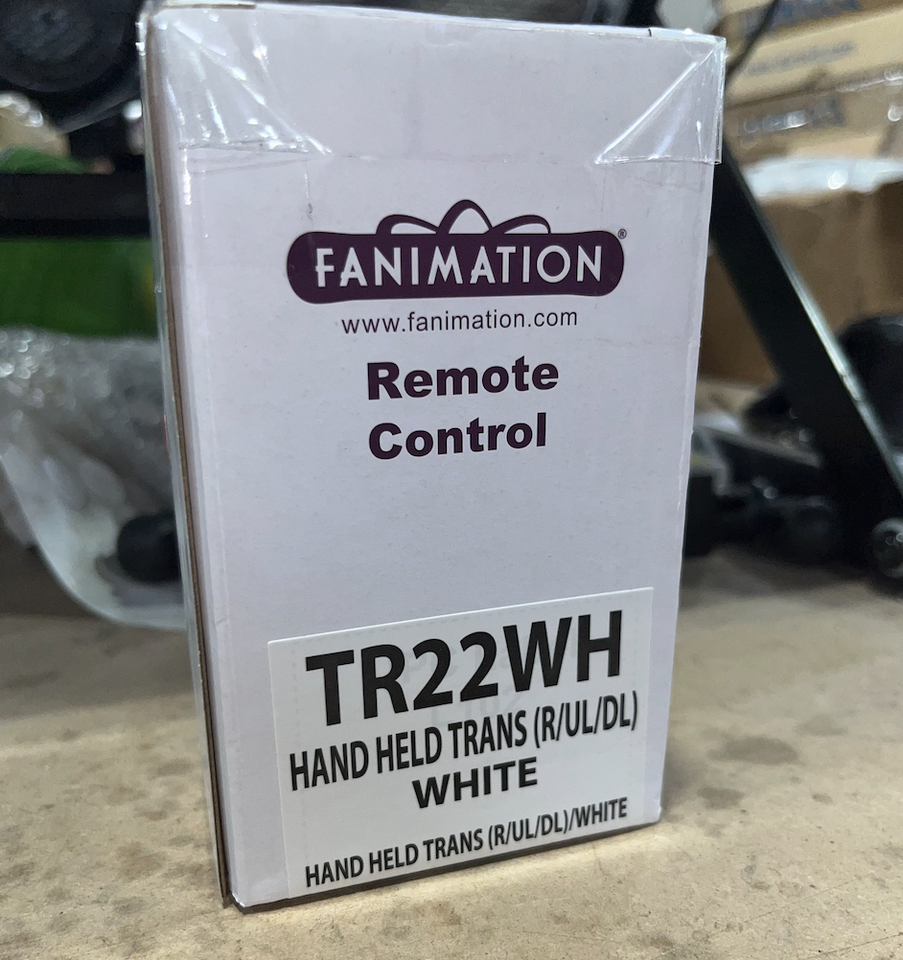 FANIMATION®
www.fanimation.com
Remote
Control
TR22WH
HAND HELD TRANS (R/UL/DL)
WHITE
HAND HELD TRANS (R/UL/DL)/WHITE